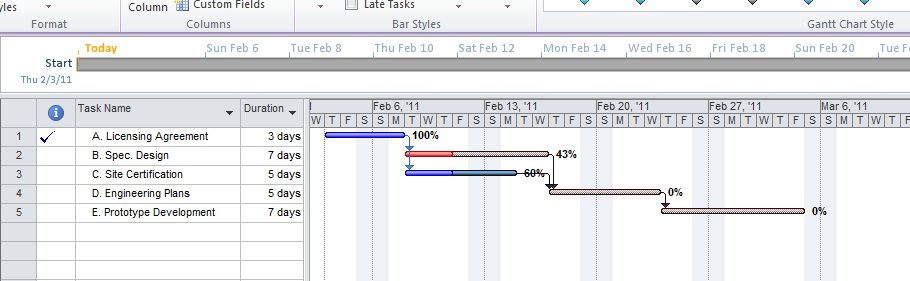 yles
Column
Custom Fields
Late Tasks
Format
Columns
Bar Styles
Gantt Chart Style
Today
Sun Feb 6
Tue Feb 8
Thu Feb 10
Sat Feb 12
Mon Feb 14
Wed Feb 16
Fri Feb 18
Sun Feb 20
Tue F
Start
Thu 2/3/11
Task Name
Duration
Feb 6, '11
Feb 13, '11
Feb 20, '11
Feb 27, '11
Mar 6, '11
W T F S S M T W T F S S M T W T F S S M T W T F S S M T W T F S S M T W
1 A. Licensing Agreement 3 days 100%
2 B. Spec. Design 7 days 43%
3 C. Site Certification 5 days 60%
4 D. Engineering Plans 5 days 0%
5 E. Prototype Development 7 days 0%